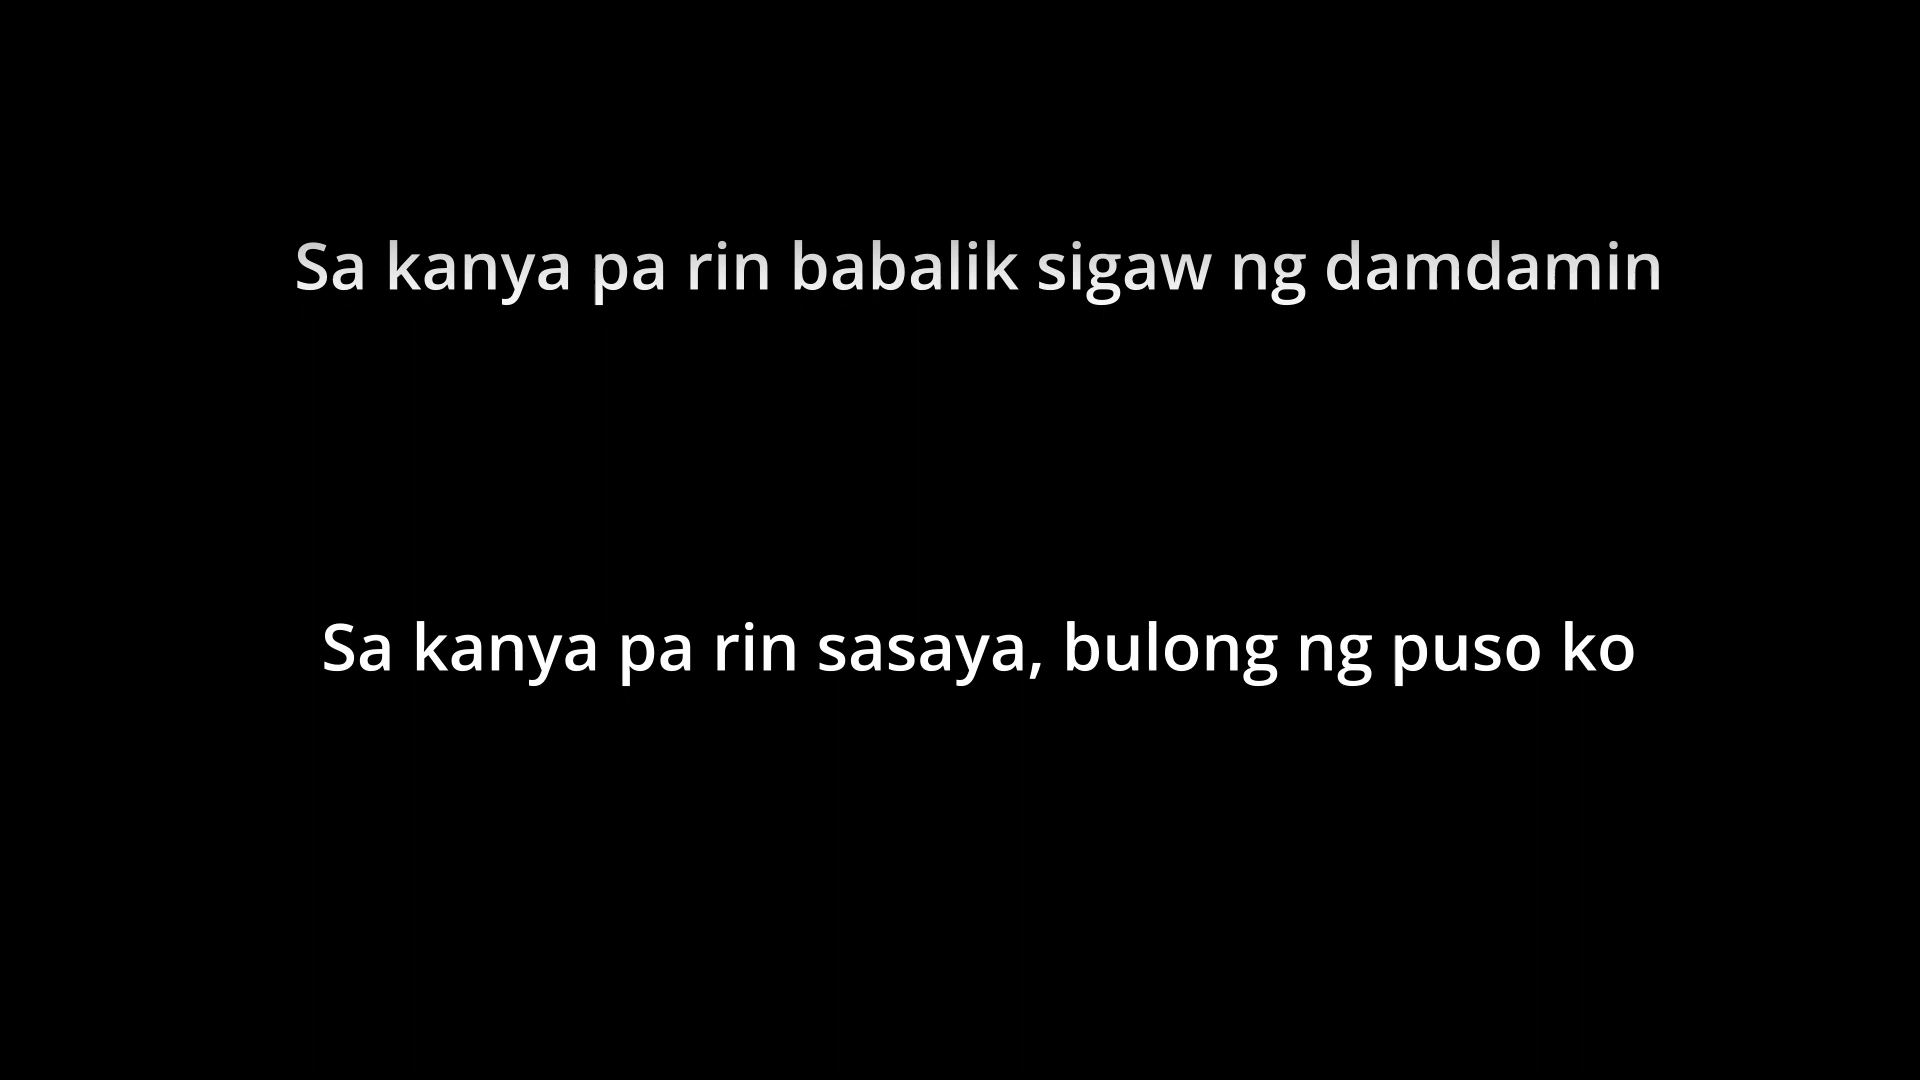 Sa kanya pa rin babalik sigaw ng damdamin
Sa kanya pa rin sasaya, bulong ng puso ko